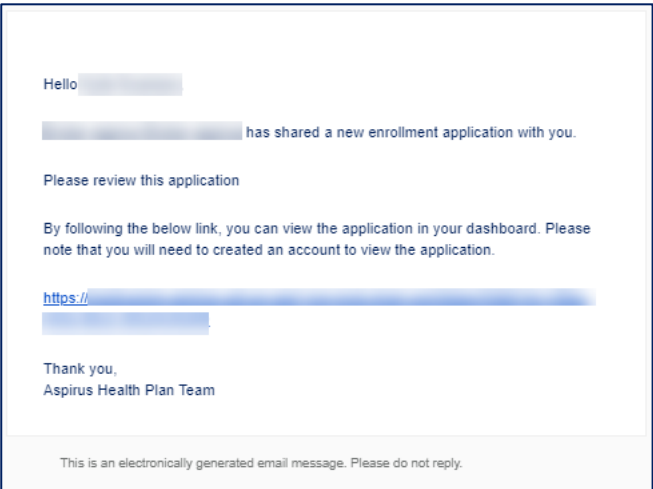 Hello
has shared a new enrollment application with you.
Please review this application
By following the below link, you can view the application in your dashboard. Please
note that you will need to created an account to view the application.
https://
Thank you,
Aspirus Health Plan Team
This is an electronically generated email message. Please do not reply.